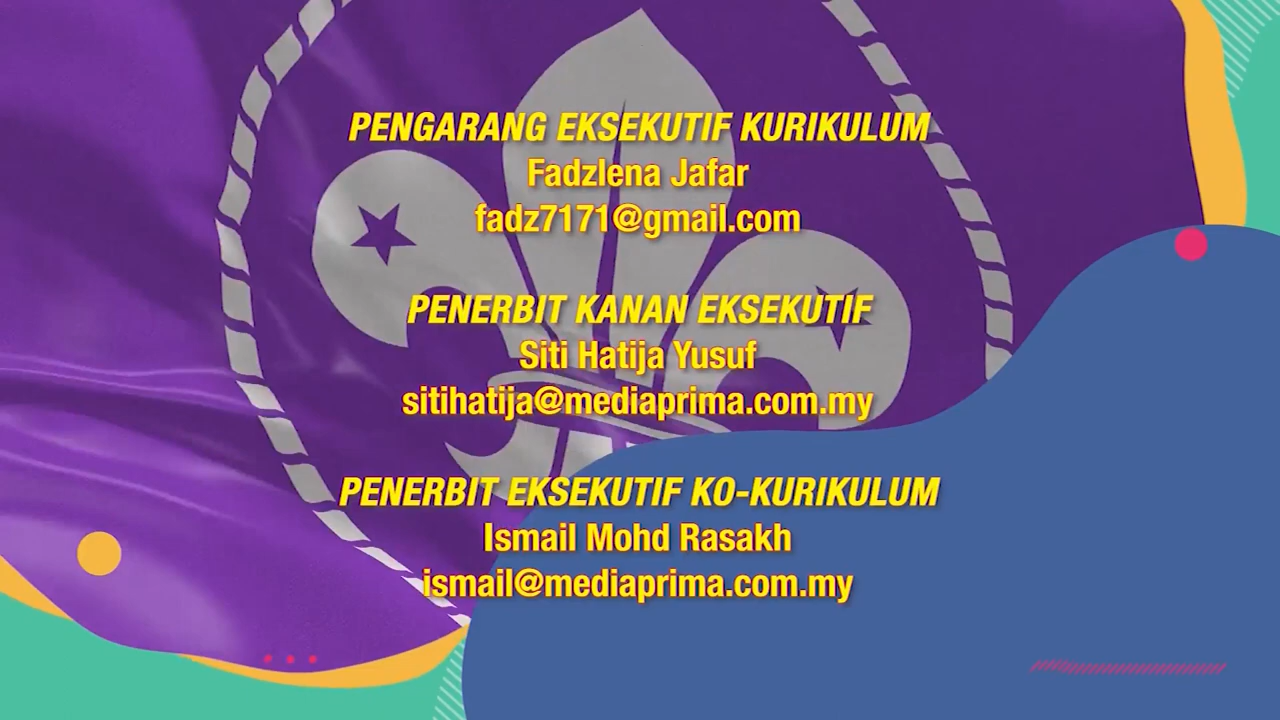 PENGARANG EKSEKUTIF KURIKULUM
Fadzlena Jafar
fadz7171@gmail.com
PENERBIT KANAN EKSEKUTIF
Siti Hatija Yusuf
sitihatija@mediaprima.com.my
PENERBIT EKSEKUTIF KO-KURIKULUM
Ismail Mohd Rasakh
ismail@mediaprima.com.my